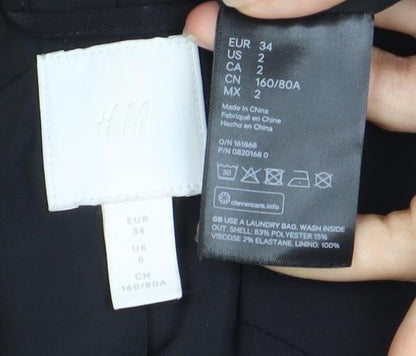 H&M
EUR
34
UK
6
CN
160/80A
EUR 34
US 2
CA 2
CN 160/80A
MX 2
Made in China
Fabriqué en Chine
Hecho en China
O/N 161868
P/N 0820168 0
30
clevercare.info
GB USE A LAUNDRY BAG. WASH INSIDE
OUT. SHELL: 83% POLYESTER 15%
VISCOSE 2% ELASTANE. LINING: 100%